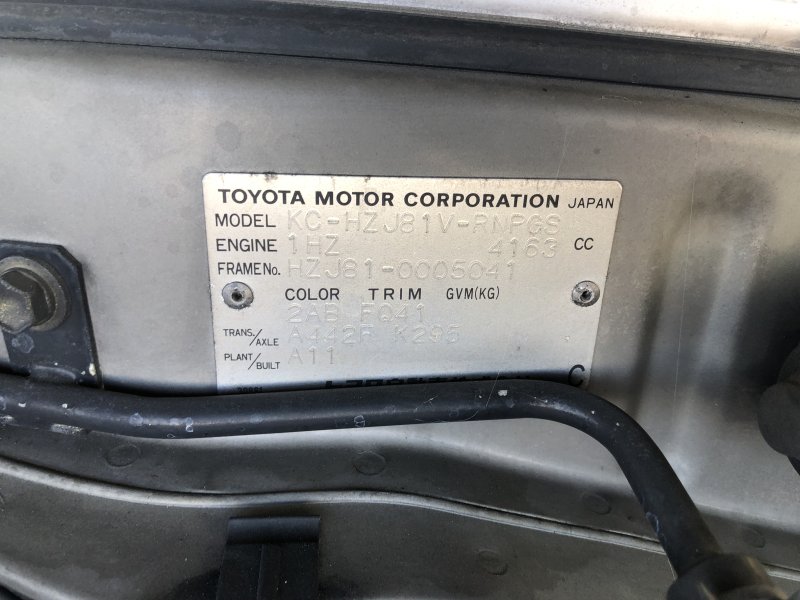 TOYOTA MOTOR CORPORATION JAPAN
MODEL KC-HZJ81V-RNPGS
ENGINE 1HZ 4163 CC
FRAME No. HZJ81-0005041
COLOR TRIM GVM(KG)
2AB FQ41
TRANS./AXLE A442F K295
PLANT/BUILT A11
C